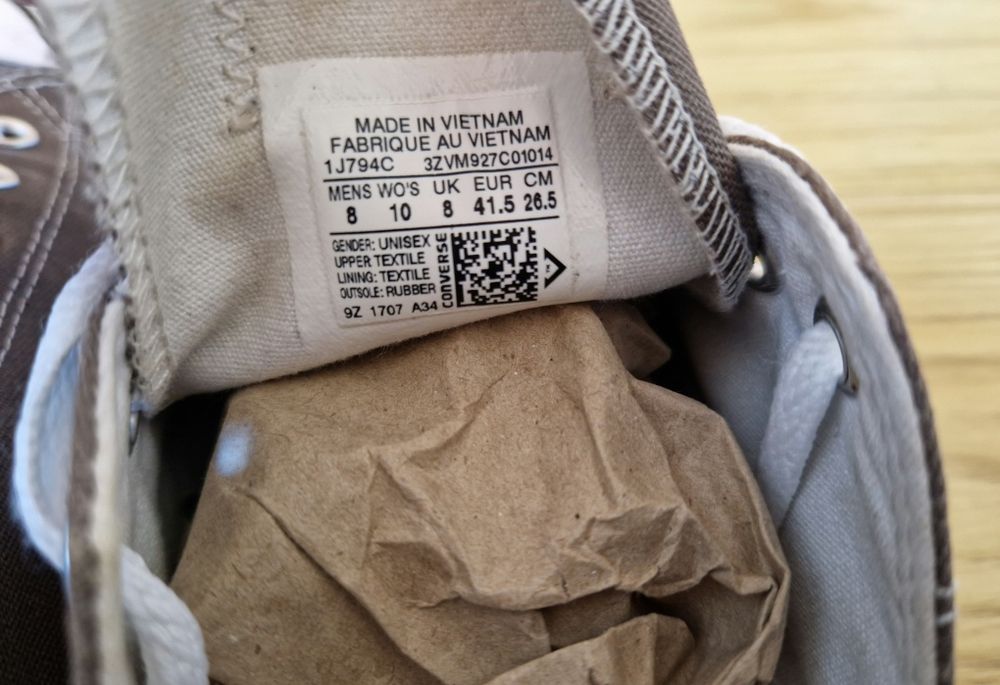 MADE IN VIETNAM
FABRIQUE AU VIETNAM
1J794C 3ZVM927C01014
MENS WO'S UK EUR CM
8 10 8 41.5 26.5
GENDER: UNISEX
UPPER: TEXTILE
LINING: TEXTILE
OUTSOLE: RUBBER
9Z 1707 A34
CONVERSE
TM